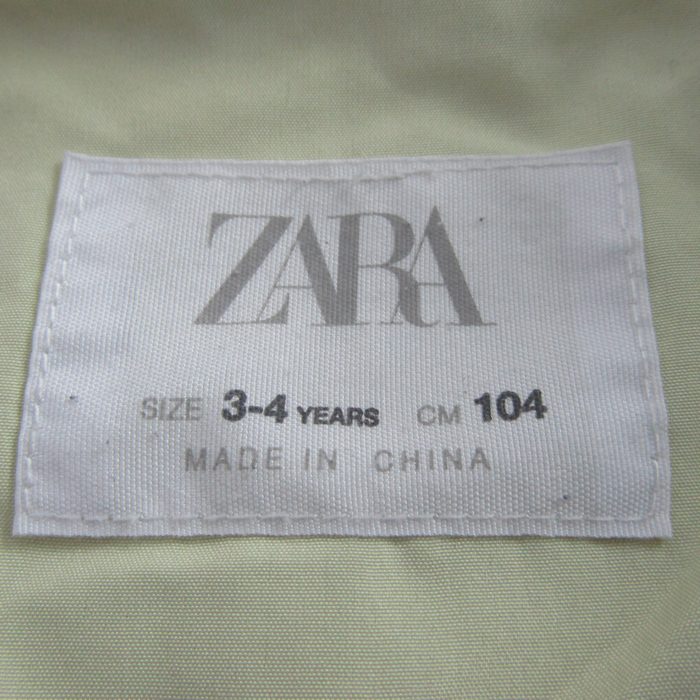 ZARA
SIZE 3-4 YEARS CM 104
MADE IN CHINA